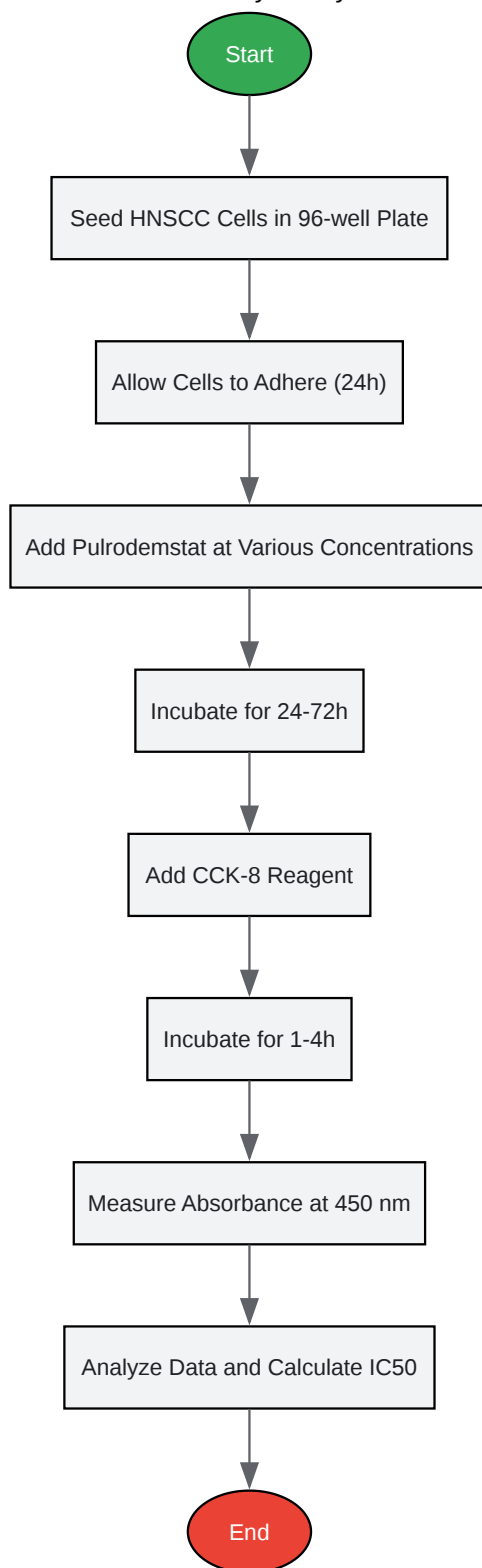 Start
Seed HNSCC Cells in 96-well Plate
Allow Cells to Adhere (24h)
Add Pulrodemstat at Various Concentrations
Incubate for 24-72h
Add CCK-8 Reagent
Incubate for 1-4h
Measure Absorbance at 450 nm
Analyze Data and Calculate IC50
End